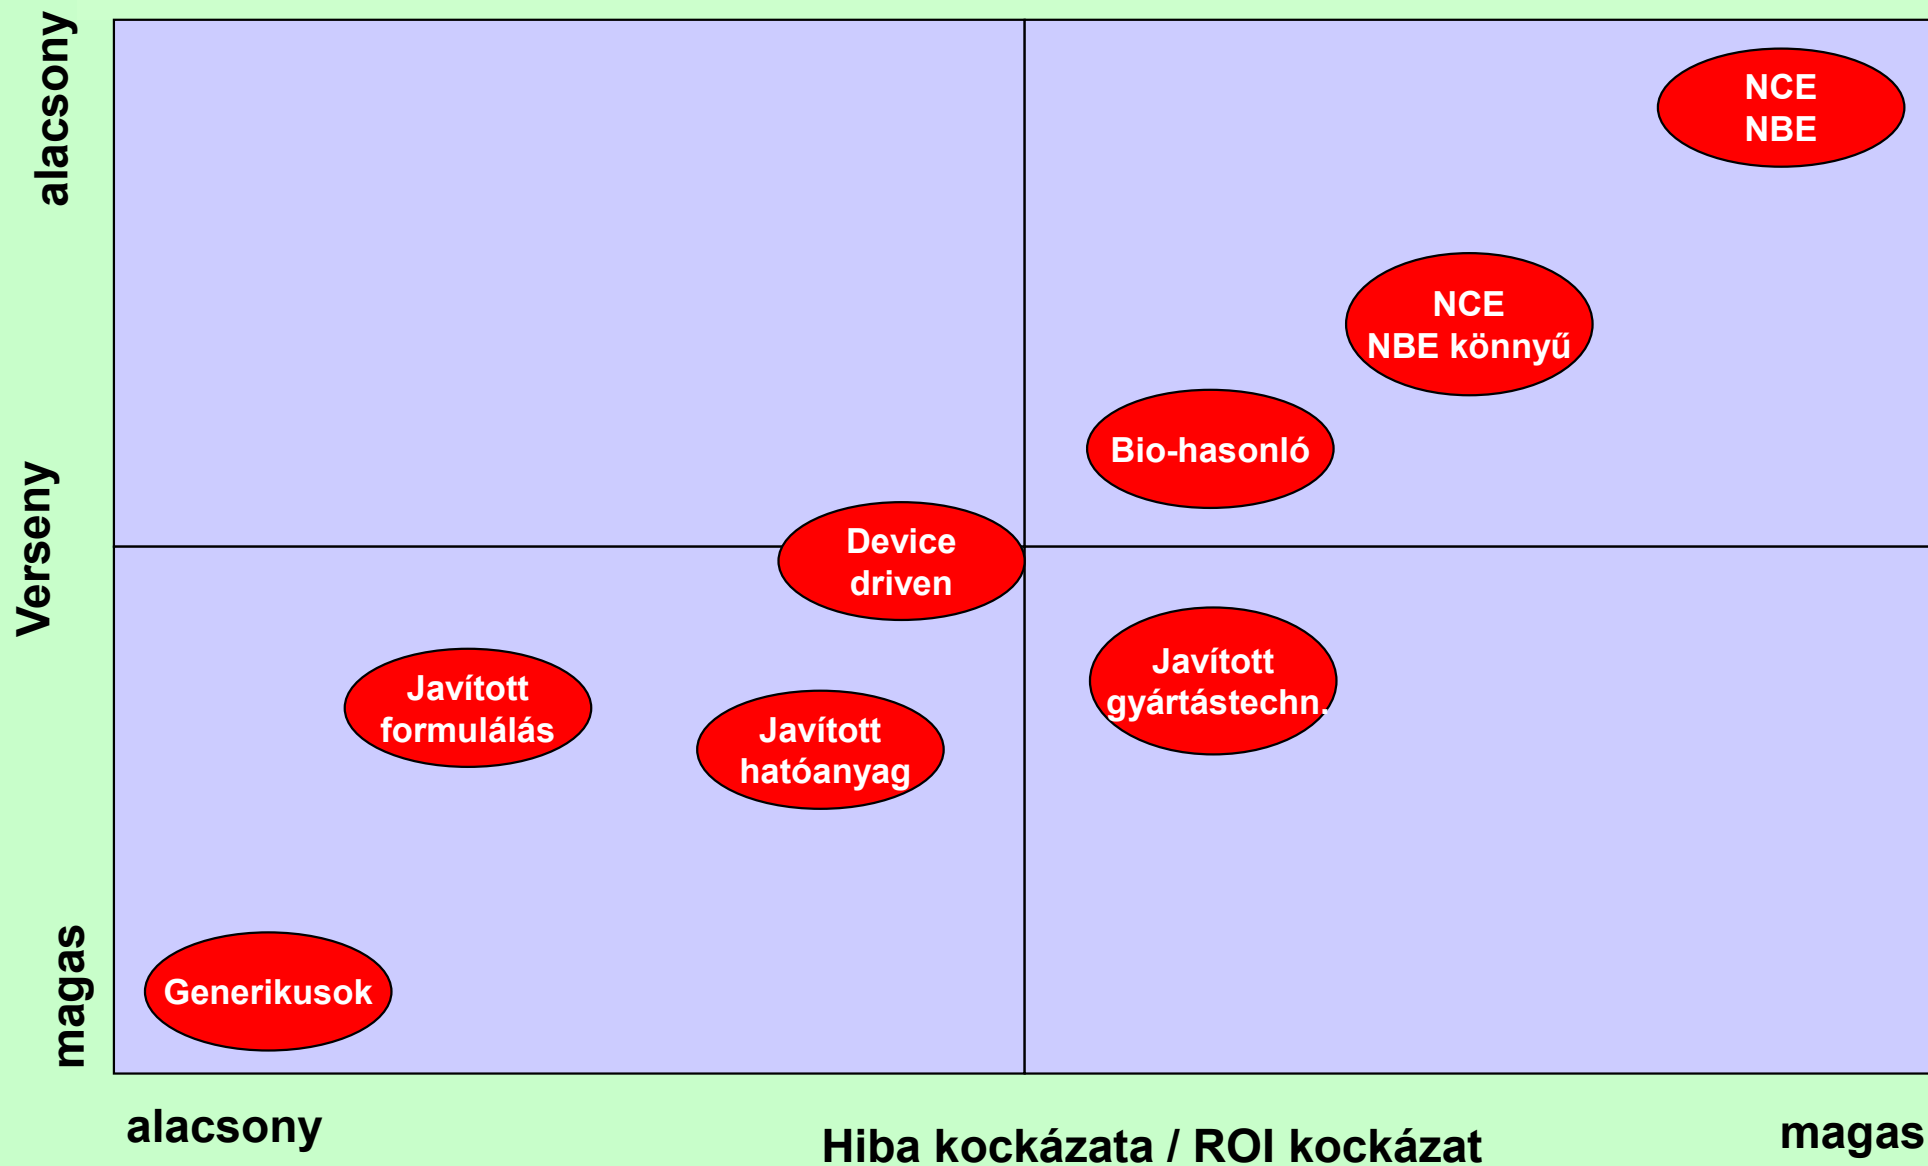 alacsony
NCE
NBE
NCE
NBE könnyű
Bio-hasonló
Verseny
Device
driven
Javított
gyártástechn.
Javított
formulálás
Javított
hatóanyag
magas
Generikusok
alacsony
Hiba kockázata / ROI kockázat
magas